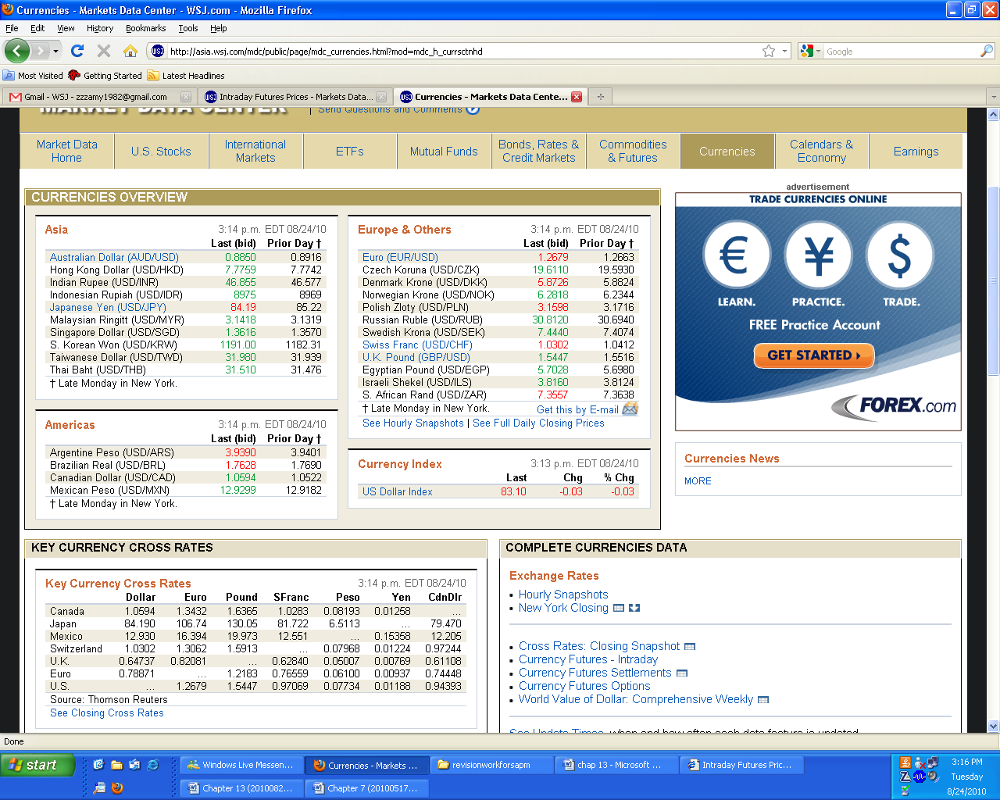 Currencies - Markets Data Center - WSJ.com - Mozilla Firefox
File Edit View History Bookmarks Tools Help
WSJ http://asia.wsj.com/mdc/public/page/mdc_currencies.html?mod=mdc_h_currsctnhd Google
Most Visited Getting Started Latest Headlines
Gmail - WSJ - zzzamy1982@gmail.com WSJ Intraday Futures Prices - Markets Data... WSJ Currencies - Markets Data Cente...
MARKET DATA CENTER | Send Questions and Comments
Market Data Home
U.S. Stocks
International Markets
ETFs
Mutual Funds
Bonds, Rates & Credit Markets
Commodities & Futures
Currencies
Calendars & Economy
Earnings
CURRENCIES OVERVIEW
Asia 3:14 p.m. EDT 08/24/10
Last (bid) Prior Day †
Australian Dollar (AUD/USD) 0.8850 0.8916
Hong Kong Dollar (USD/HKD) 7.7759 7.7742
Indian Rupee (USD/INR) 46.855 46.577
Indonesian Rupiah (USD/IDR) 8975 8969
Japanese Yen (USD/JPY) 84.19 85.22
Malaysian Ringitt (USD/MYR) 3.1418 3.1319
Singapore Dollar (USD/SGD) 1.3616 1.3570
S. Korean Won (USD/KRW) 1191.00 1182.31
Taiwanese Dollar (USD/TWD) 31.980 31.939
Thai Baht (USD/THB) 31.510 31.476
† Late Monday in New York.
Americas 3:14 p.m. EDT 08/24/10
Last (bid) Prior Day †
Argentine Peso (USD/ARS) 3.9390 3.9401
Brazilian Real (USD/BRL) 1.7628 1.7690
Canadian Dollar (USD/CAD) 1.0594 1.0522
Mexican Peso (USD/MXN) 12.9299 12.9182
† Late Monday in New York.
Europe & Others 3:14 p.m. EDT 08/24/10
Last (bid) Prior Day †
Euro (EUR/USD) 1.2679 1.2663
Czech Koruna (USD/CZK) 19.6110 19.5930
Denmark Krone (USD/DKK) 5.8726 5.8824
Norwegian Krone (USD/NOK) 6.2818 6.2344
Polish Zloty (USD/PLN) 3.1598 3.1716
Russian Ruble (USD/RUB) 30.8120 30.6940
Swedish Krona (USD/SEK) 7.4440 7.4074
Swiss Franc (USD/CHF) 1.0302 1.0412
U.K. Pound (GBP/USD) 1.5447 1.5516
Egyptian Pound (USD/EGP) 5.7028 5.6980
Israeli Shekel (USD/ILS) 3.8160 3.8124
S. African Rand (USD/ZAR) 7.3557 7.3638
† Late Monday in New York. Get this by E-mail
See Hourly Snapshots | See Full Daily Closing Prices
Currency Index 3:13 p.m. EDT 08/24/10
Last Chg % Chg
US Dollar Index 83.10 -0.03 -0.03
advertisement
TRADE CURRENCIES ONLINE
€ ¥ $
LEARN. PRACTICE. TRADE.
FREE Practice Account
GET STARTED
FOREX.com
Currencies News
MORE
KEY CURRENCY CROSS RATES
Key Currency Cross Rates 3:14 p.m. EDT 08/24/10
Dollar Euro Pound SFranc Peso Yen CdnDlr
Canada 1.0594 1.3432 1.6365 1.0283 0.08193 0.01258 ...
Japan 84.190 106.74 130.05 81.722 6.5113 ... 79.470
Mexico 12.930 16.394 19.973 12.551 ... 0.15358 12.205
Switzerland 1.0302 1.3062 1.5913 ... 0.07968 0.01224 0.97244
U.K. 0.64737 0.82081 ... 0.62840 0.05007 0.00769 0.61108
Euro 0.78871 ... 1.2183 0.76559 0.06100 0.00937 0.74448
U.S. ... 1.2679 1.5447 0.97069 0.07734 0.01188 0.94393
Source: Thomson Reuters
See Closing Cross Rates
COMPLETE CURRENCIES DATA
Exchange Rates
Hourly Snapshots
New York Closing
Cross Rates: Closing Snapshot
Currency Futures - Intraday
Currency Futures Settlements
Currency Futures Options
World Value of Dollar: Comprehensive Weekly
See Update Times, when and how often each data feature is updated.
Done
start Windows Live Messen... Currencies - Markets ... revisionworkforsapm chap 13 - Microsoft ... Intraday Futures Pric... 3:16 PM
Tuesday
Chapter 13 (2010082... Chapter 7 (20100517... 8/24/2010